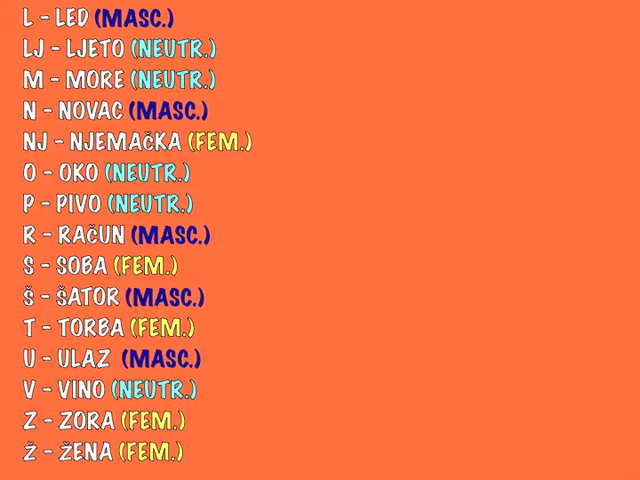 L - LED (MASC.)
LJ - LJETO (NEUTR.)
M - MORE (NEUTR.)
N - NOVAC (MASC.)
NJ - NJEMAČKA (FEM.)
O - OKO (NEUTR.)
P - PIVO (NEUTR.)
R - RAČUN (MASC.)
S - SOBA (FEM.)
Š - ŠATOR (MASC.)
T - TORBA (FEM.)
U - ULAZ (MASC.)
V - VINO (NEUTR.)
Z - ZORA (FEM.)
Ž - ŽENA (FEM.)